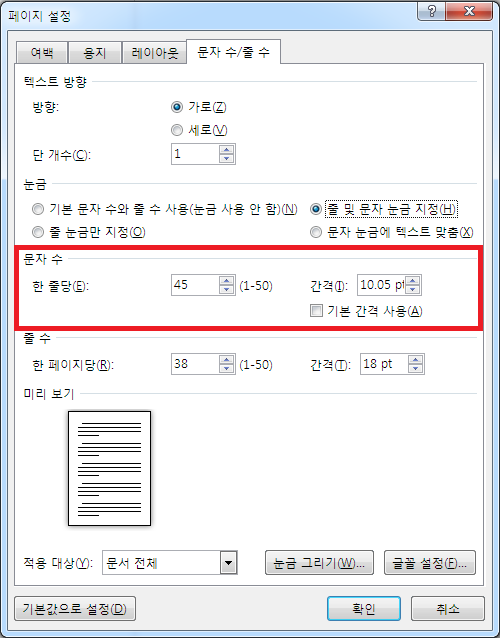 페이지 설정
여백 용지 레이아웃 문자 수/줄 수
텍스트 방향
방향: 가로(Z)
세로(V)
단 개수(C): 1
눈금
기본 문자 수와 줄 수 사용(눈금 사용 안 함)(N) 줄 및 문자 눈금 지정(H)
줄 눈금만 지정(O) 문자 눈금에 텍스트 맞춤(X)
문자 수
한 줄당(E): 45 (1-50) 간격(I): 10.05 pt
기본 간격 사용(A)
줄 수
한 페이지당(R): 38 (1-50) 간격(T): 18 pt
미리 보기
적용 대상(Y): 문서 전체 눈금 그리기(W)... 글꼴 설정(F)...
기본값으로 설정(D) 확인 취소